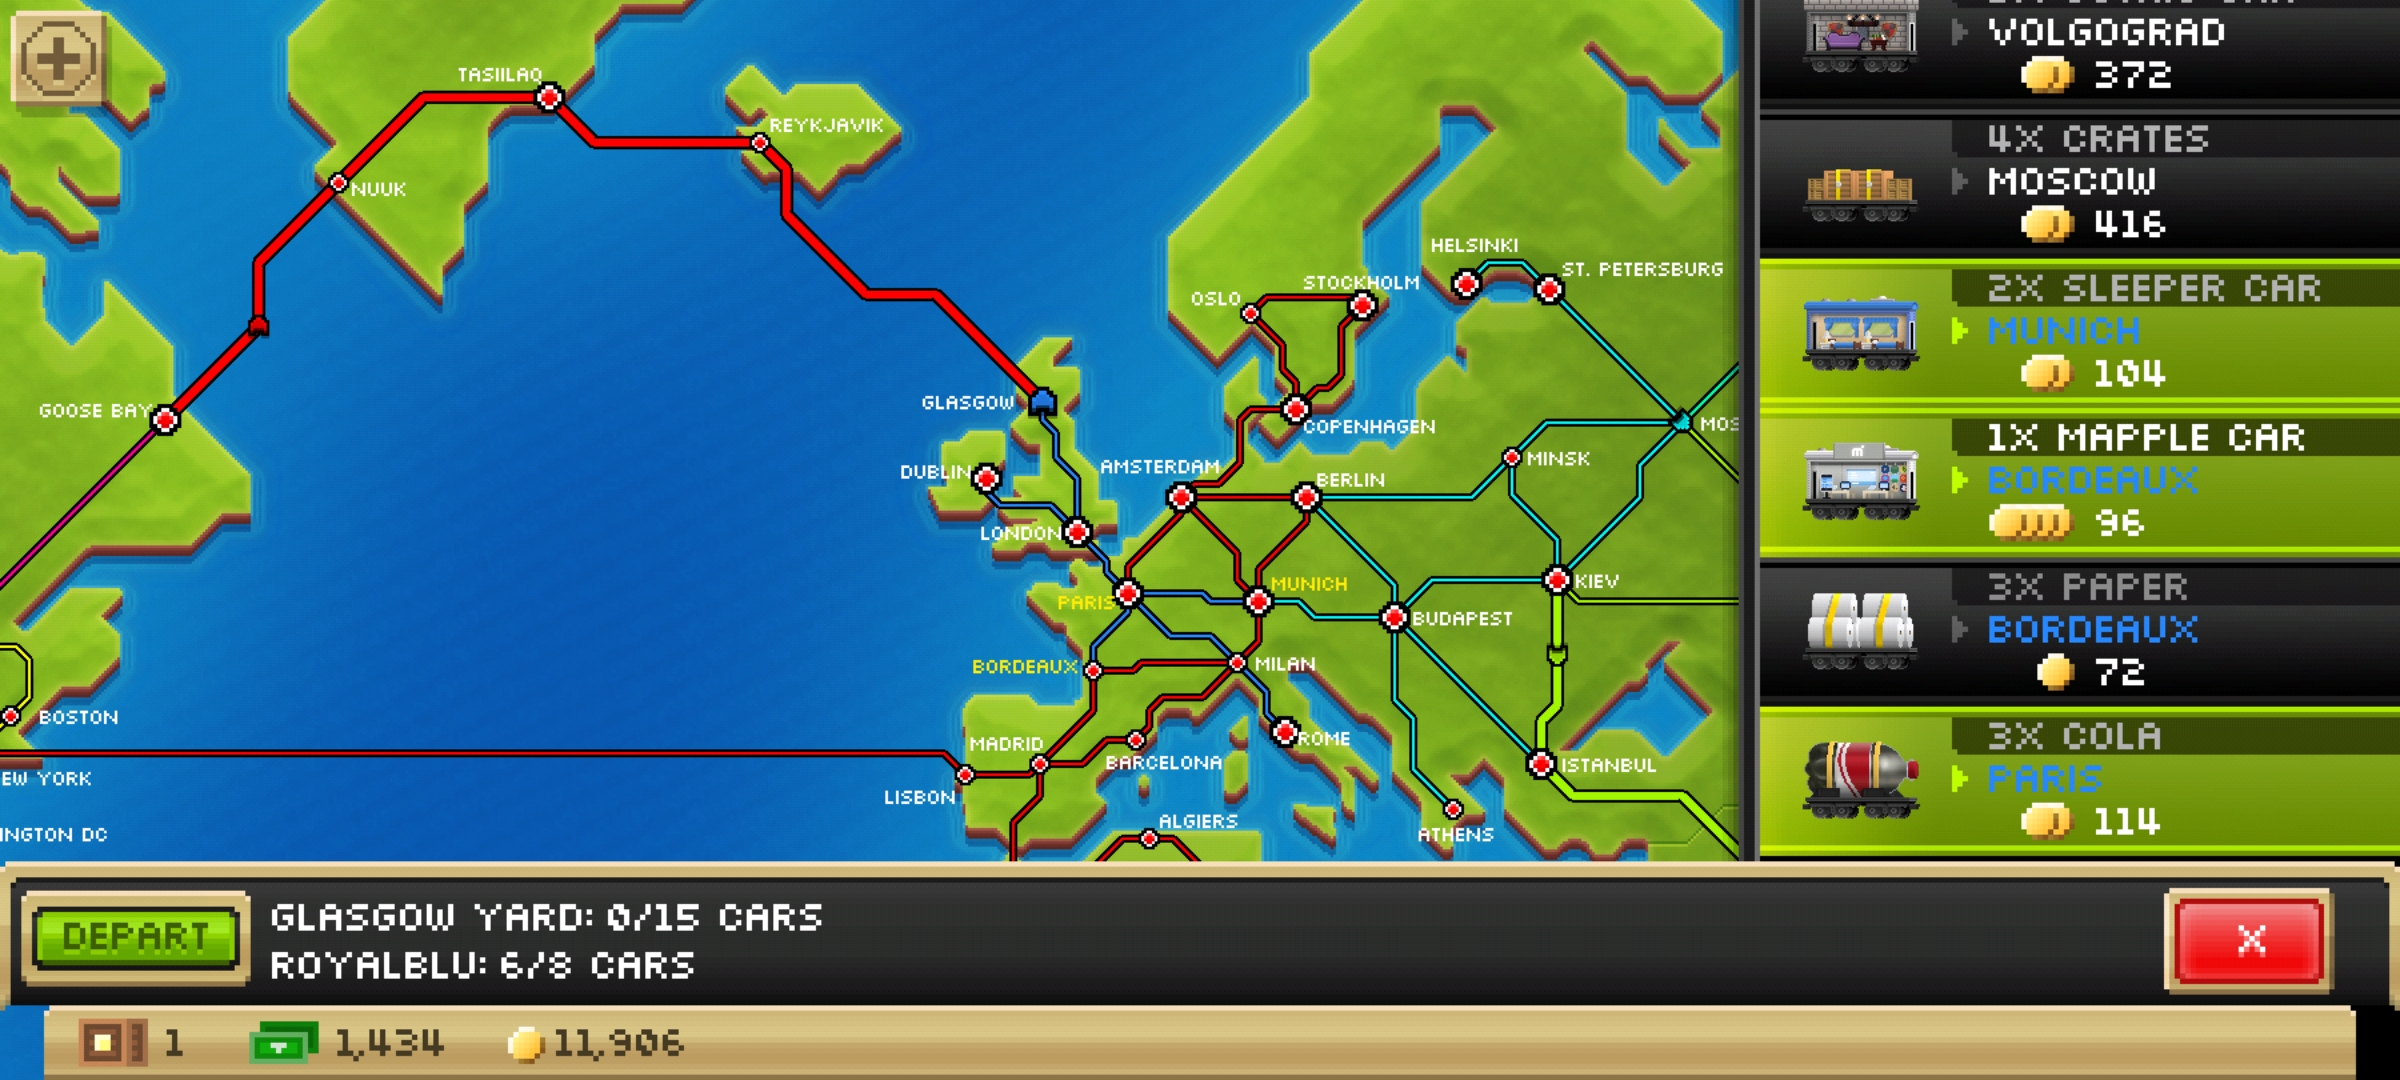 TASIILAQ
REYKJAVIK
NUUK
HELSINKI
ST. PETERSBURG
STOCKHOLM
OSLO
GOOSE BAY
GLASGOW
COPENHAGEN
MOS
MINSK
DUBLIN
AMSTERDAM
BERLIN
LONDON
MUNICH
KIEV
PARIS
BUDAPEST
BORDEAUX
MILAN
BOSTON
MADRID
ROME
BARCELONA
ISTANBUL
EW YORK
LISBON
ALGIERS
INGTON DC
ATHENS
VOLGOGRAD
372
4X CRATES
MOSCOW
416
2X SLEEPER CAR
MUNICH
104
1X MAPPLE CAR
m
BORDEAUX
96
3X PAPER
BORDEAUX
72
3X COLA
PARIS
114
DEPART
GLASGOW YARD: 0/15 CARS
ROYALBLU: 6/8 CARS
X
1
1,434
11,906